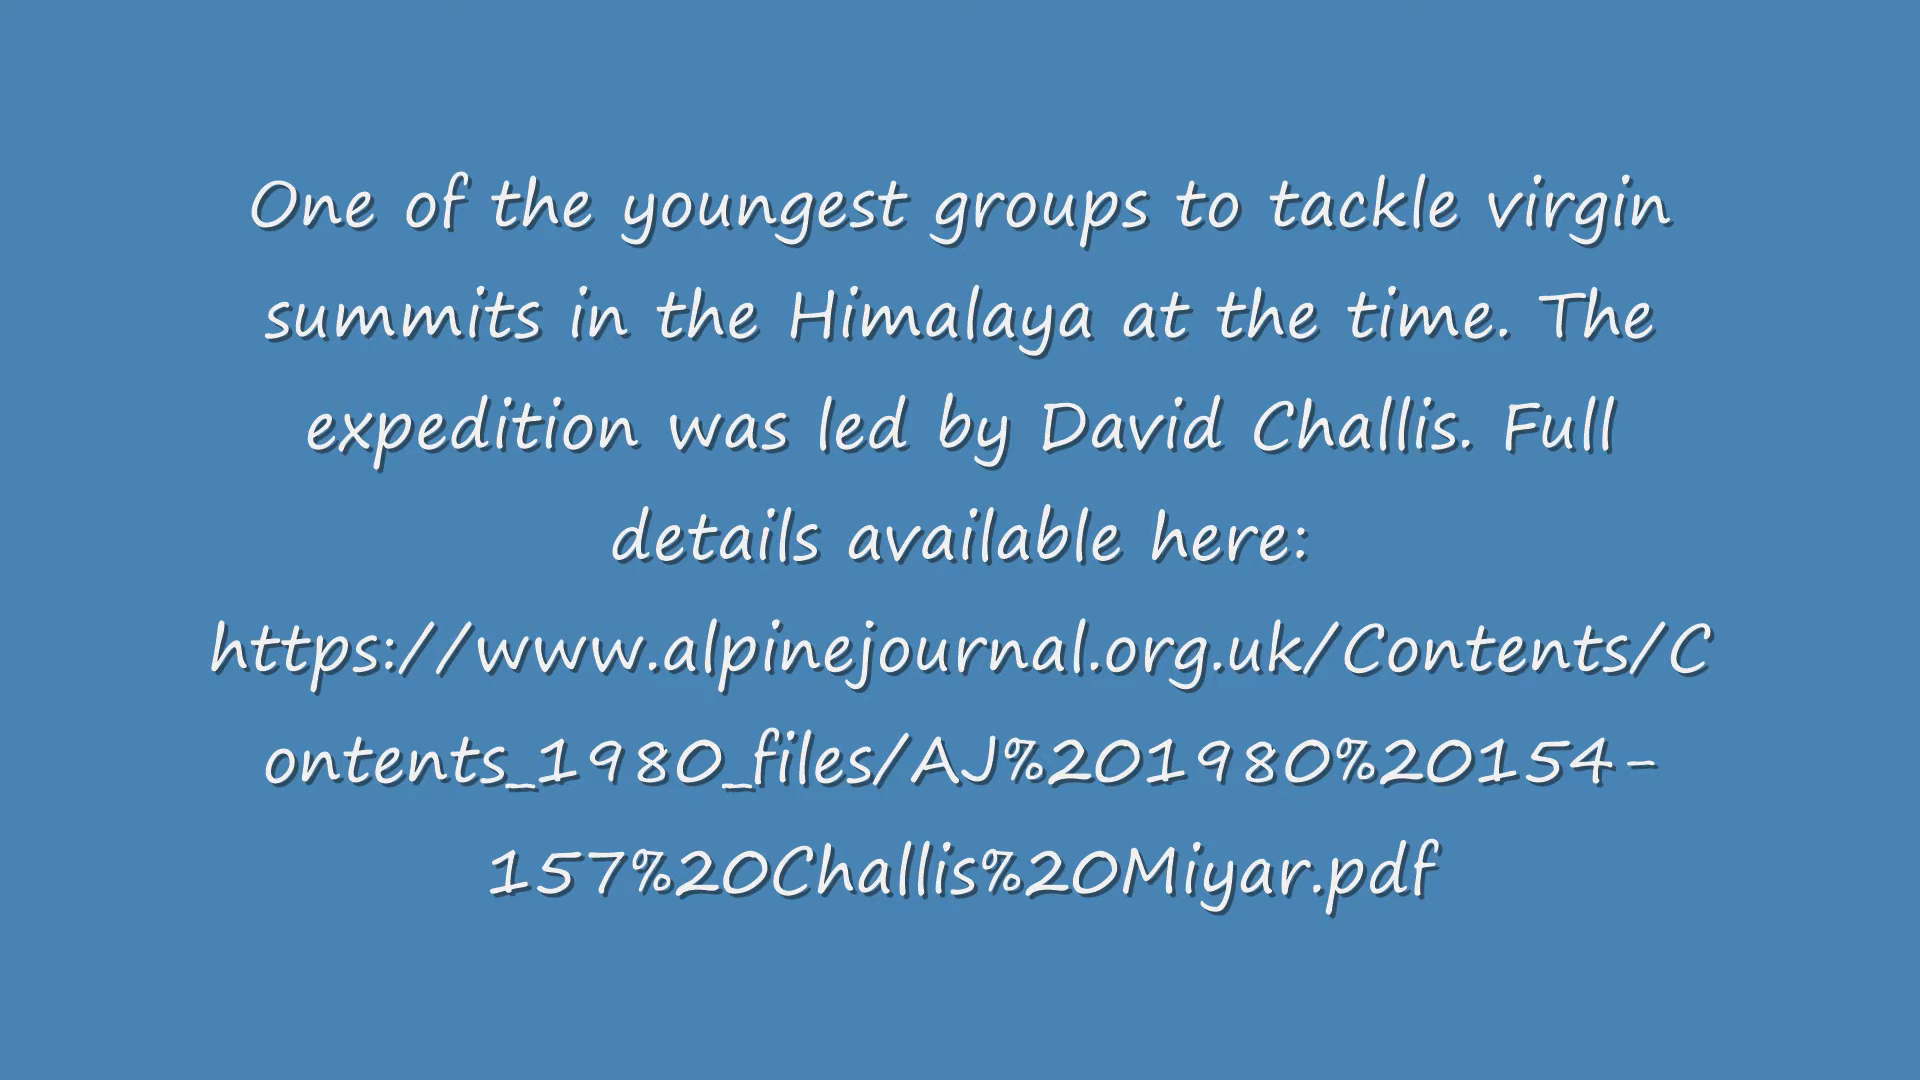 One of the youngest groups to tackle virgin
summits in the Himalaya at the time. The
expedition was led by David Challis. Full
details available here:
https://www.alpinejournal.org.uk/Contents/C
ontents_1980_files/AJ%201980%20154-
157%20Challis%20Miyar.pdf